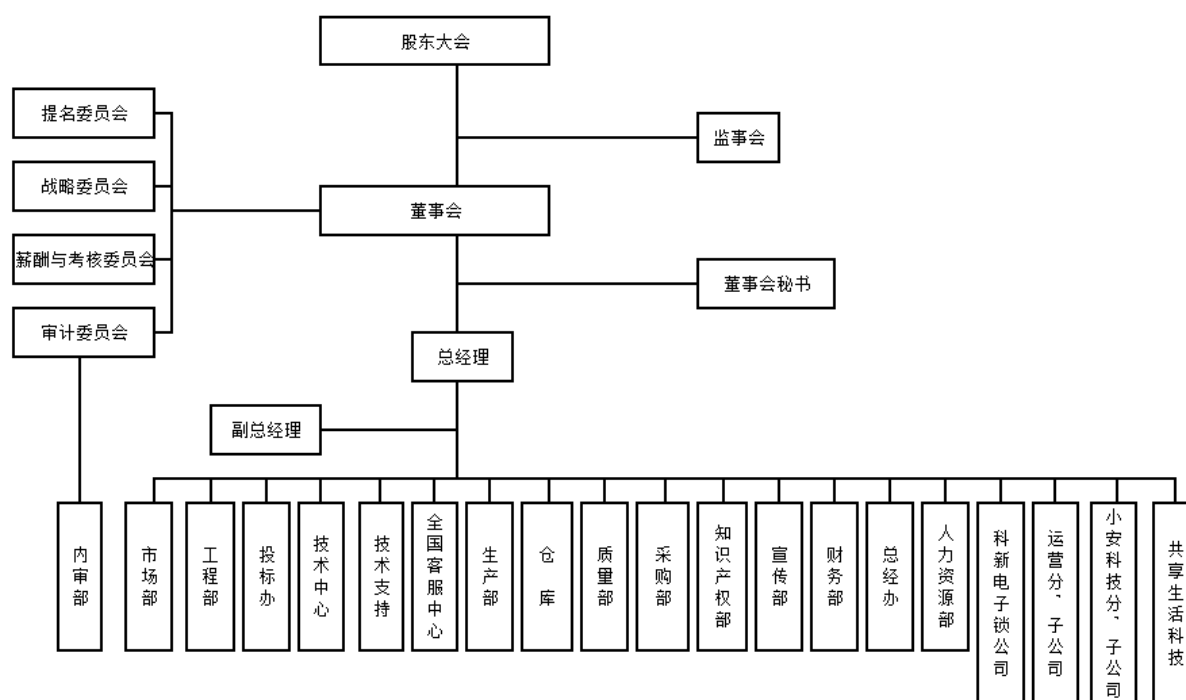 股东大会
提名委员会
监事会
战略委员会
董事会
薪酬与考核委员会
董事会秘书
审计委员会
总经理
副总经理
内审部
市场部
工程部
投标办
技术中心
技术支持
全国客服中心
生产部
仓 库
质量部
采购部
知识产权部
宣传部
财务部
总经办
人力资源部
科新电子锁公司
运营分、子公司
小安科技分、子公司
共享生活科技